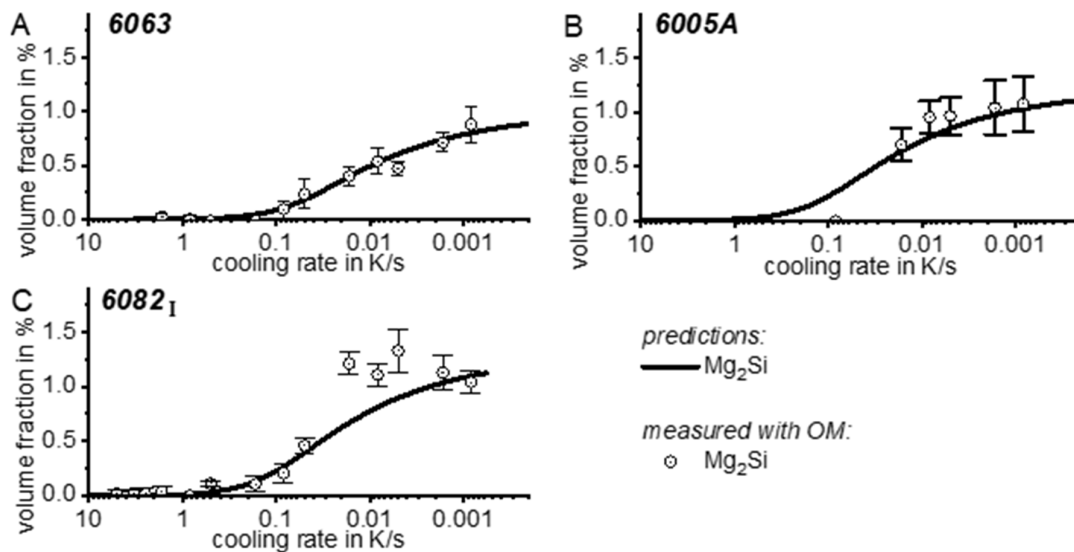 A 6063
volume fraction in %
1.5
1.0
0.5
0.0
10 1 0.1 0.01 0.001
cooling rate in K/s
B 6005A
volume fraction in %
1.5
1.0
0.5
0.0
10 1 0.1 0.01 0.001
cooling rate in K/s
C 6082 I
volume fraction in %
1.5
1.0
0.5
0.0
10 1 0.1 0.01 0.001
cooling rate in K/s
predictions:
Mg₂Si
measured with OM:
Mg₂Si